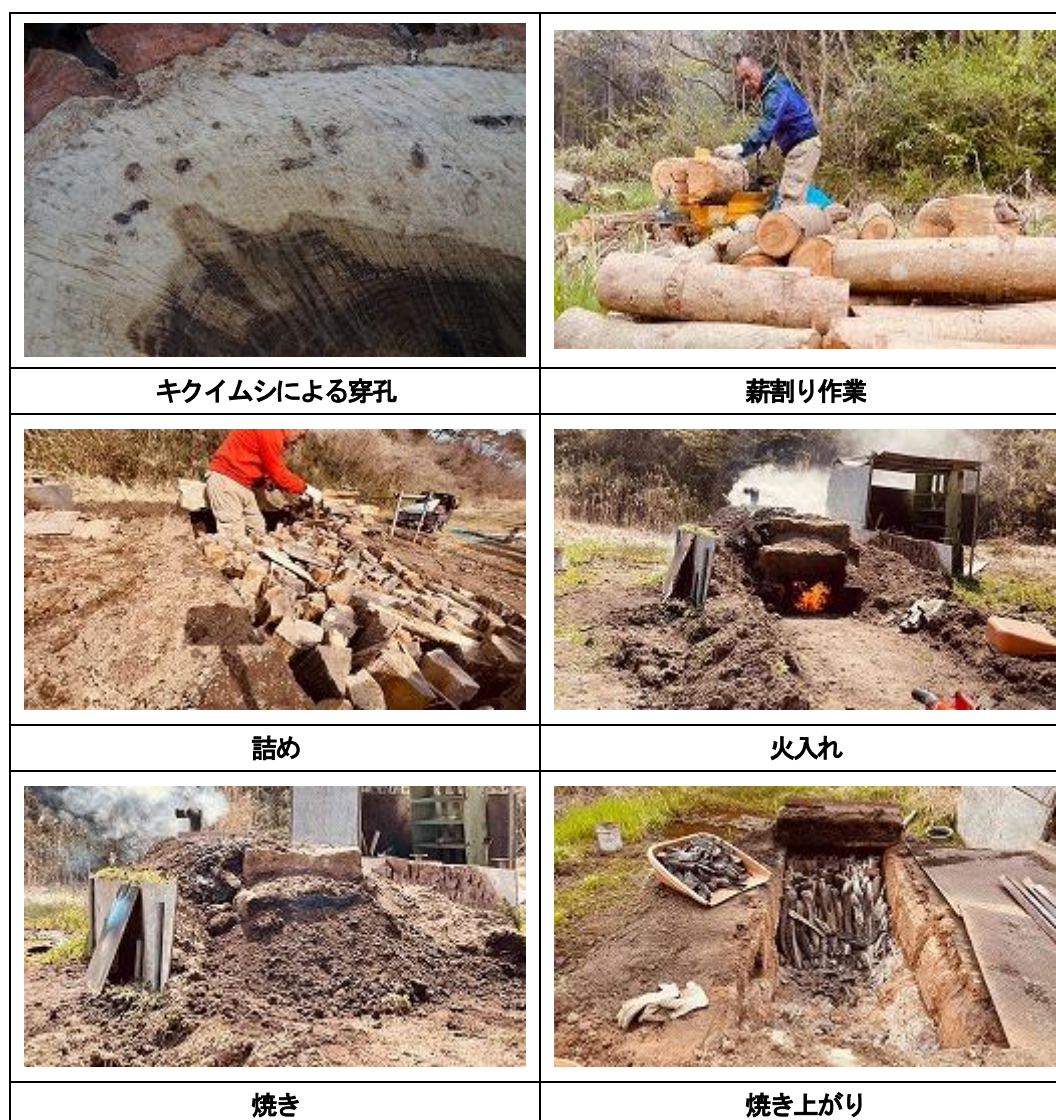 キクイムシによる穿孔
薪割り作業
詰め
火入れ
焼き
焼き上がり